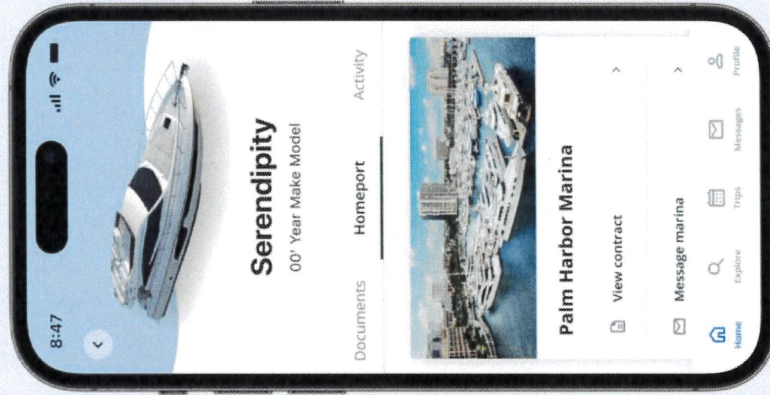 8:47
Serendipity
00' Year Make Model
Documents Homeport Activity
Palm Harbor Marina
View contract
Message marina
Home Explore Trips Messages Profile